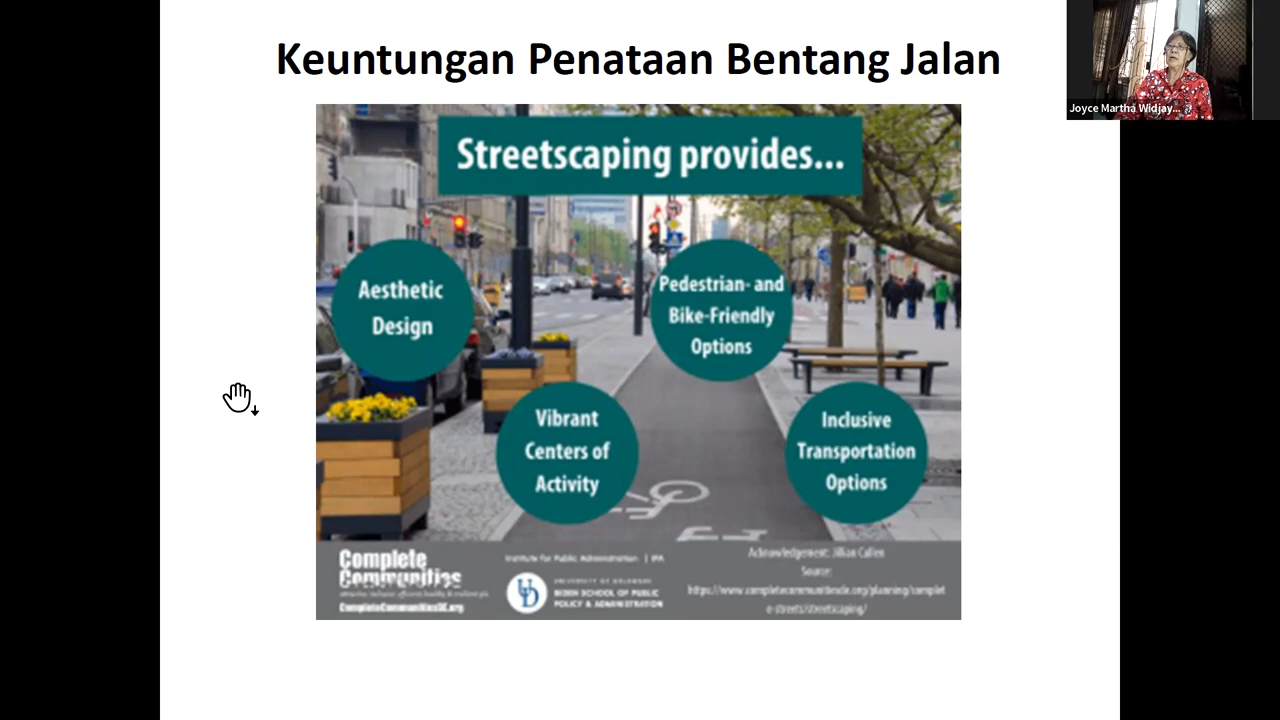 Keuntungan Penataan Bentang Jalan
Joyce Martha Widjay...
Streetscaping provides...
Aesthetic
Design
Pedestrian- and
Bike-Friendly
Options
Vibrant
Centers of
Activity
Inclusive
Transportation
Options
Complete
Communities
CompleteCommunitiesDE.org
Institute for Public Administration | IPA
UD
UNIVERSITY OF DELAWARE
BIDEN SCHOOL OF PUBLIC
POLICY & ADMINISTRATION
Acknowledgement: Jillian Cullen
Source:
https://www.completecommunitiesde.org/planning/complet
e-streets/streetscaping/